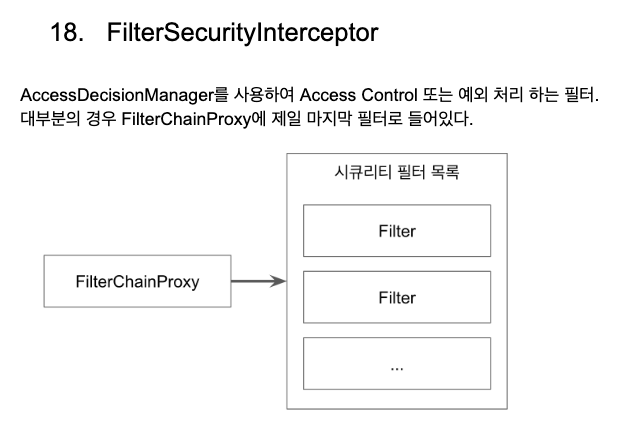 18. FilterSecurityInterceptor
AccessDecisionManager를 사용하여 Access Control 또는 예외 처리 하는 필터.
대부분의 경우 FilterChainProxy에 제일 마지막 필터로 들어있다.
시큐리티 필터 목록
Filter
FilterChainProxy
Filter
...